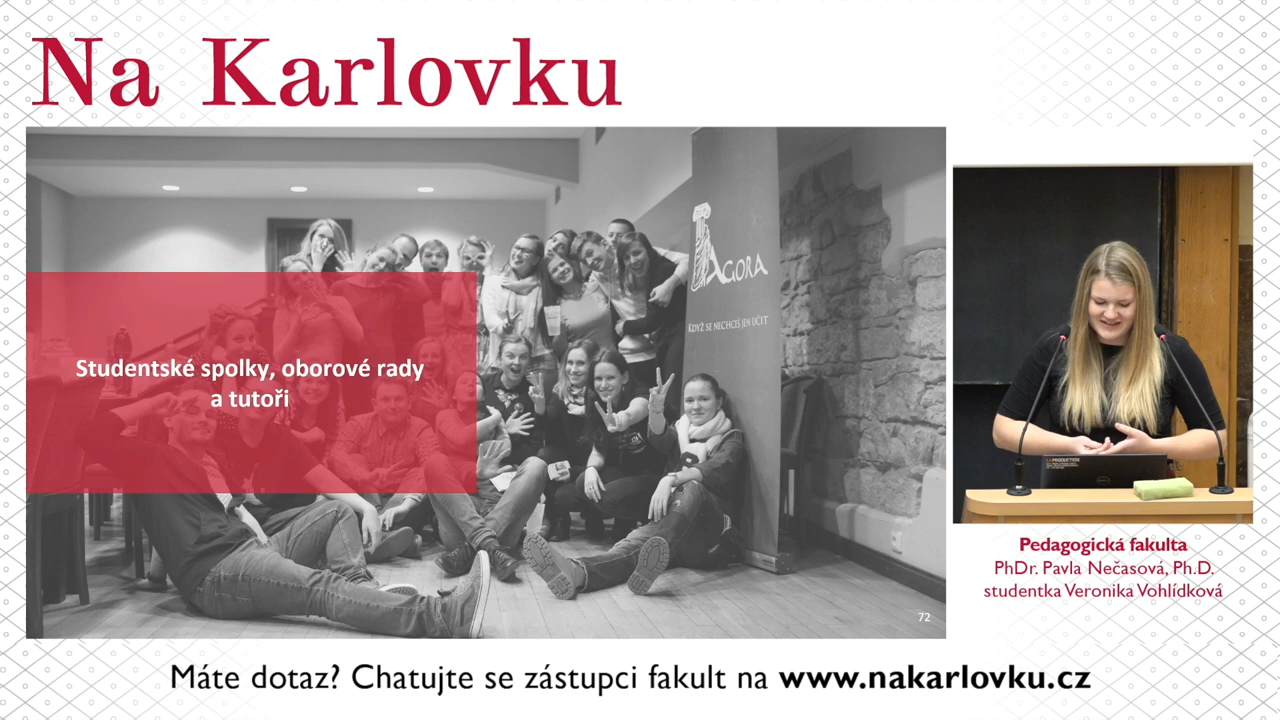 Na Karlovku
AGORA
KDYŽ SE NECHCEŠ JEN UČIT
Studentské spolky, oborové rady
a tutoři
72
Pedagogická fakulta
PhDr. Pavla Nečasová, Ph.D.
studentka Veronika Vohlídková
Máte dotaz? Chatujte se zástupci fakult na www.nakarlovku.cz